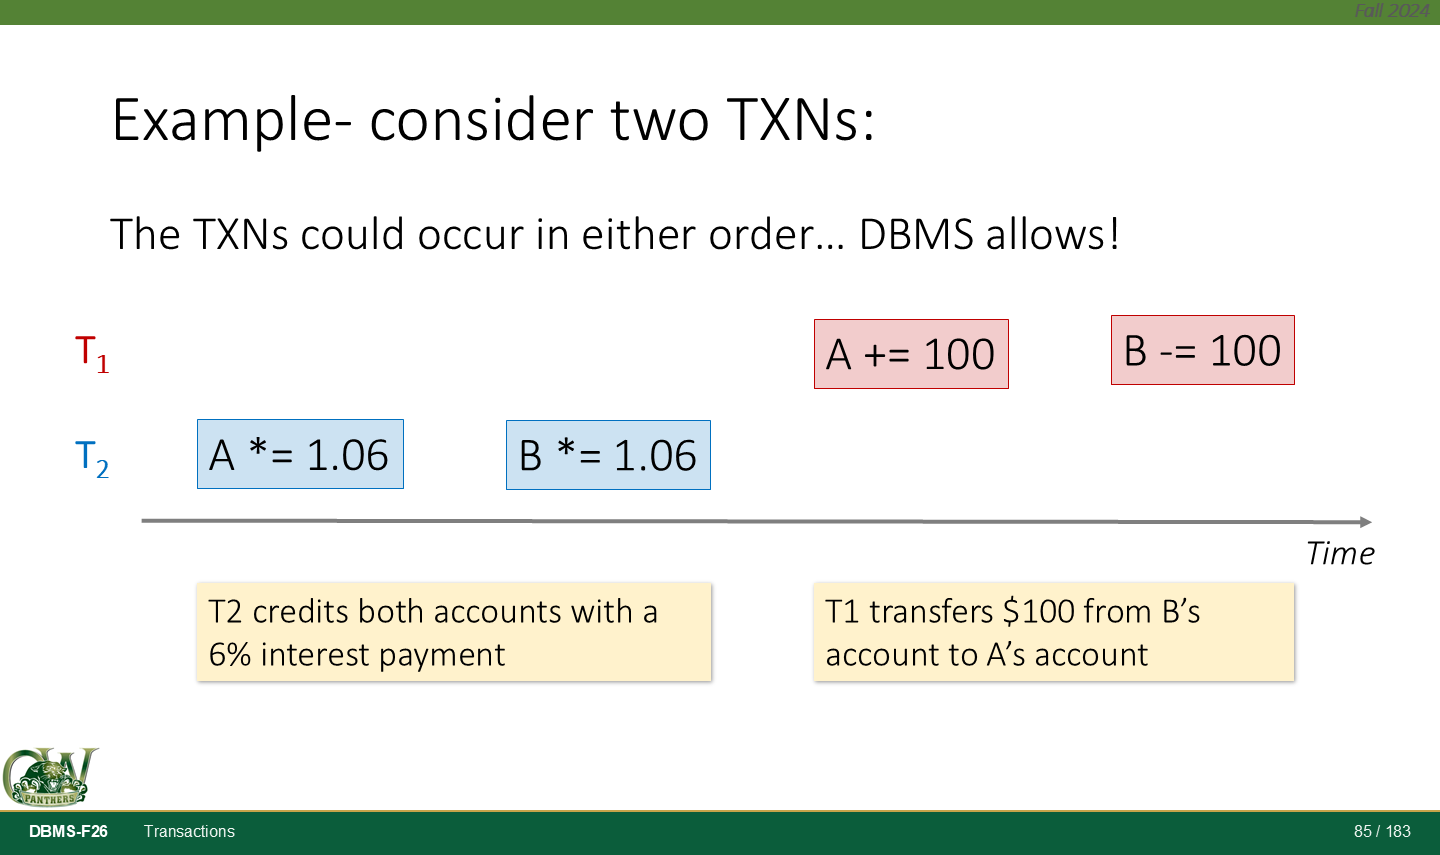 Fall 2024
Example- consider two TXNs:
The TXNs could occur in either order… DBMS allows!
T1
A += 100
B -= 100
T2
A *= 1.06
B *= 1.06
Time
T2 credits both accounts with a
6% interest payment
T1 transfers $100 from B’s
account to A’s account
OW
PANTHERS
DBMS-F26
Transactions
85 / 183